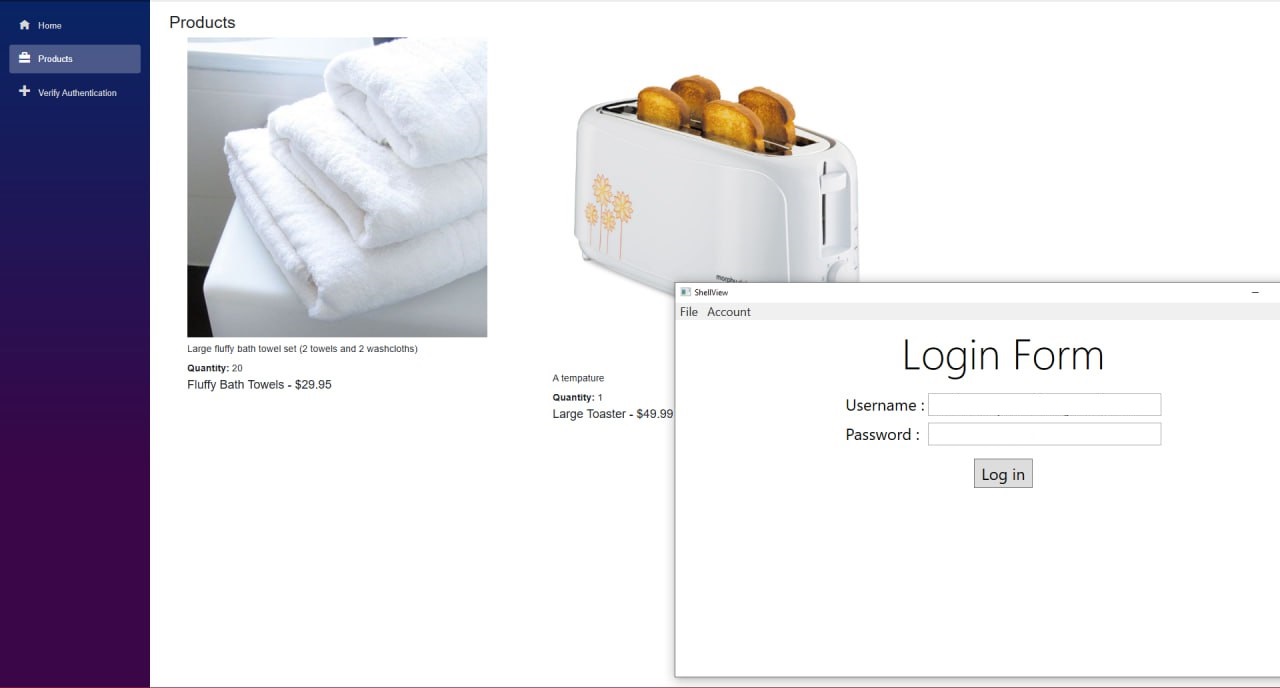 Home
Products
Verify Authentication
Products
Large fluffy bath towel set (2 towels and 2 washcloths)
Quantity: 20
Fluffy Bath Towels - $29.95
A tempature
Quantity: 1
Large Toaster - $49.99
ShellView
File Account
Login Form
Username :
Password :
Log in